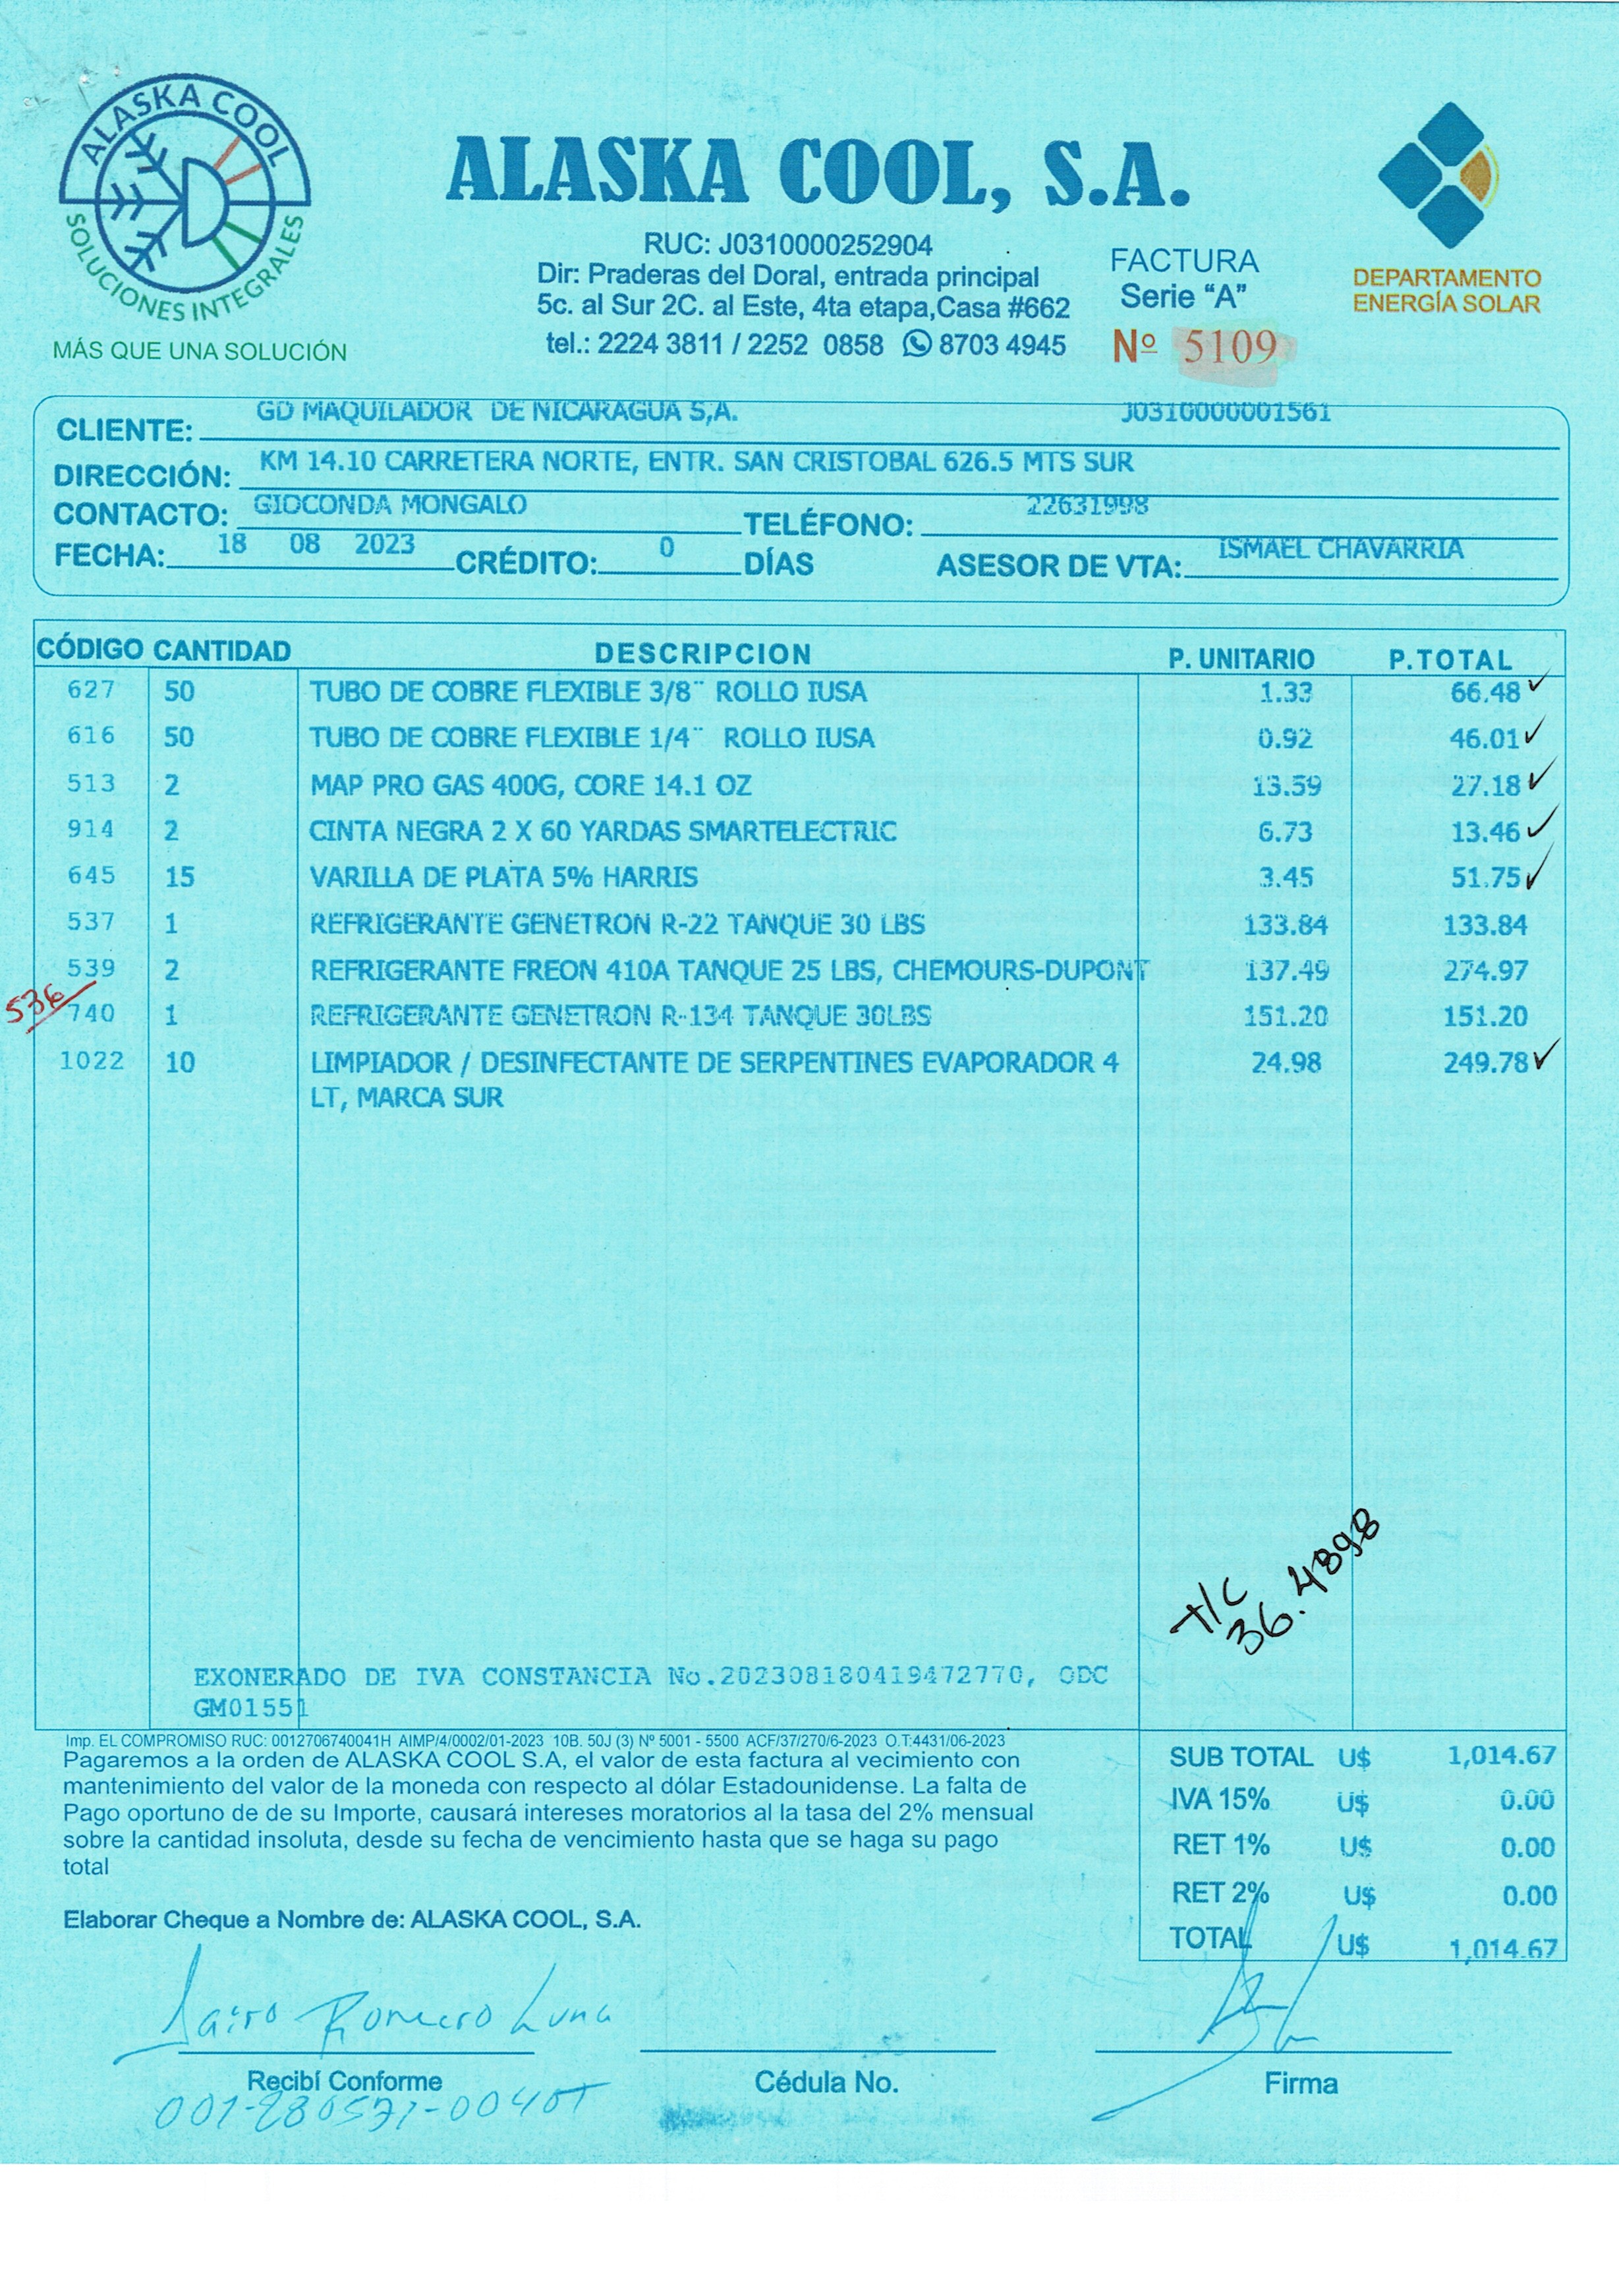 ALASKA COOL
SOLUCIONES INTEGRALES
MÁS QUE UNA SOLUCIÓN
ALASKA COOL, S.A.
RUC: J0310000252904
Dir: Praderas del Doral, entrada principal
5c. al Sur 2C. al Este, 4ta etapa,Casa #662
tel.: 2224 3811 / 2252 0858 8703 4945
FACTURA
Serie “A”
Nº 5109
DEPARTAMENTO
ENERGÍA SOLAR
CLIENTE: GD MAQUILADOR DE NICARAGUA S,A. J0310000001561
DIRECCIÓN: KM 14.10 CARRETERA NORTE, ENTR. SAN CRISTOBAL 626.5 MTS SUR
CONTACTO: GIOCONDA MONGALO TELÉFONO: 22631998
FECHA: 18 08 2023 CRÉDITO: 0 DÍAS ASESOR DE VTA: ISMAEL CHAVARRIA
CÓDIGO CANTIDAD DESCRIPCION P. UNITARIO P.TOTAL
627 50 TUBO DE COBRE FLEXIBLE 3/8¨ ROLLO IUSA 1.33 66.48 ✓
616 50 TUBO DE COBRE FLEXIBLE 1/4¨ ROLLO IUSA 0.92 46.01 ✓
513 2 MAP PRO GAS 400G, CORE 14.1 OZ 13.59 27.18 ✓
914 2 CINTA NEGRA 2 X 60 YARDAS SMARTELECTRIC 6.73 13.46 ✓
645 15 VARILLA DE PLATA 5% HARRIS 3.45 51.75 ✓
537 1 REFRIGERANTE GENETRON R-22 TANQUE 30 LBS 133.84 133.84
539 2 REFRIGERANTE FREON 410A TANQUE 25 LBS, CHEMOURS-DUPONT 137.49 274.97
536
740 1 REFRIGERANTE GENETRON R-134 TANQUE 30LBS 151.20 151.20
1022 10 LIMPIADOR / DESINFECTANTE DE SERPENTINES EVAPORADOR 4 24.98 249.78 ✓
LT, MARCA SUR
T/C
36.4898
EXONERADO DE IVA CONSTANCIA No.202308180419472770, ODC
GM01551
Imp. EL COMPROMISO RUC: 0012706740041H AIMP/4/0002/01-2023 10B. 50J (3) Nº 5001 - 5500 ACF/37/270/6-2023 O.T:4431/06-2023
Pagaremos a la orden de ALASKA COOL S.A, el valor de esta factura al vecimiento con
mantenimiento del valor de la moneda con respecto al dólar Estadounidense. La falta de
Pago oportuno de de su Importe, causará intereses moratorios al la tasa del 2% mensual
sobre la cantidad insoluta, desde su fecha de vencimiento hasta que se haga su pago
total
Elaborar Cheque a Nombre de: ALASKA COOL, S.A.
SUB TOTAL U$ 1,014.67
IVA 15% U$ 0.00
RET 1% U$ 0.00
RET 2% U$ 0.00
TOTAL U$ 1,014.67
Jairo Romero Luna
Recibí Conforme
Cédula No.
Firma